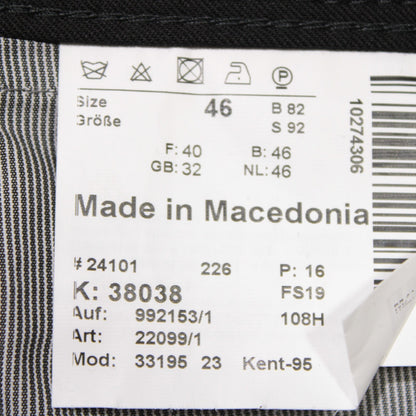 P
Size 46 B 82
Größe S 92
F: 40 B: 46
GB: 32 NL: 46
Made in Macedonia
# 24101 226 P: 16
K: 38038 FS19
Auf: 992153/1 108H
Art: 22099/1
Mod: 33195 23 Kent-95
10274306